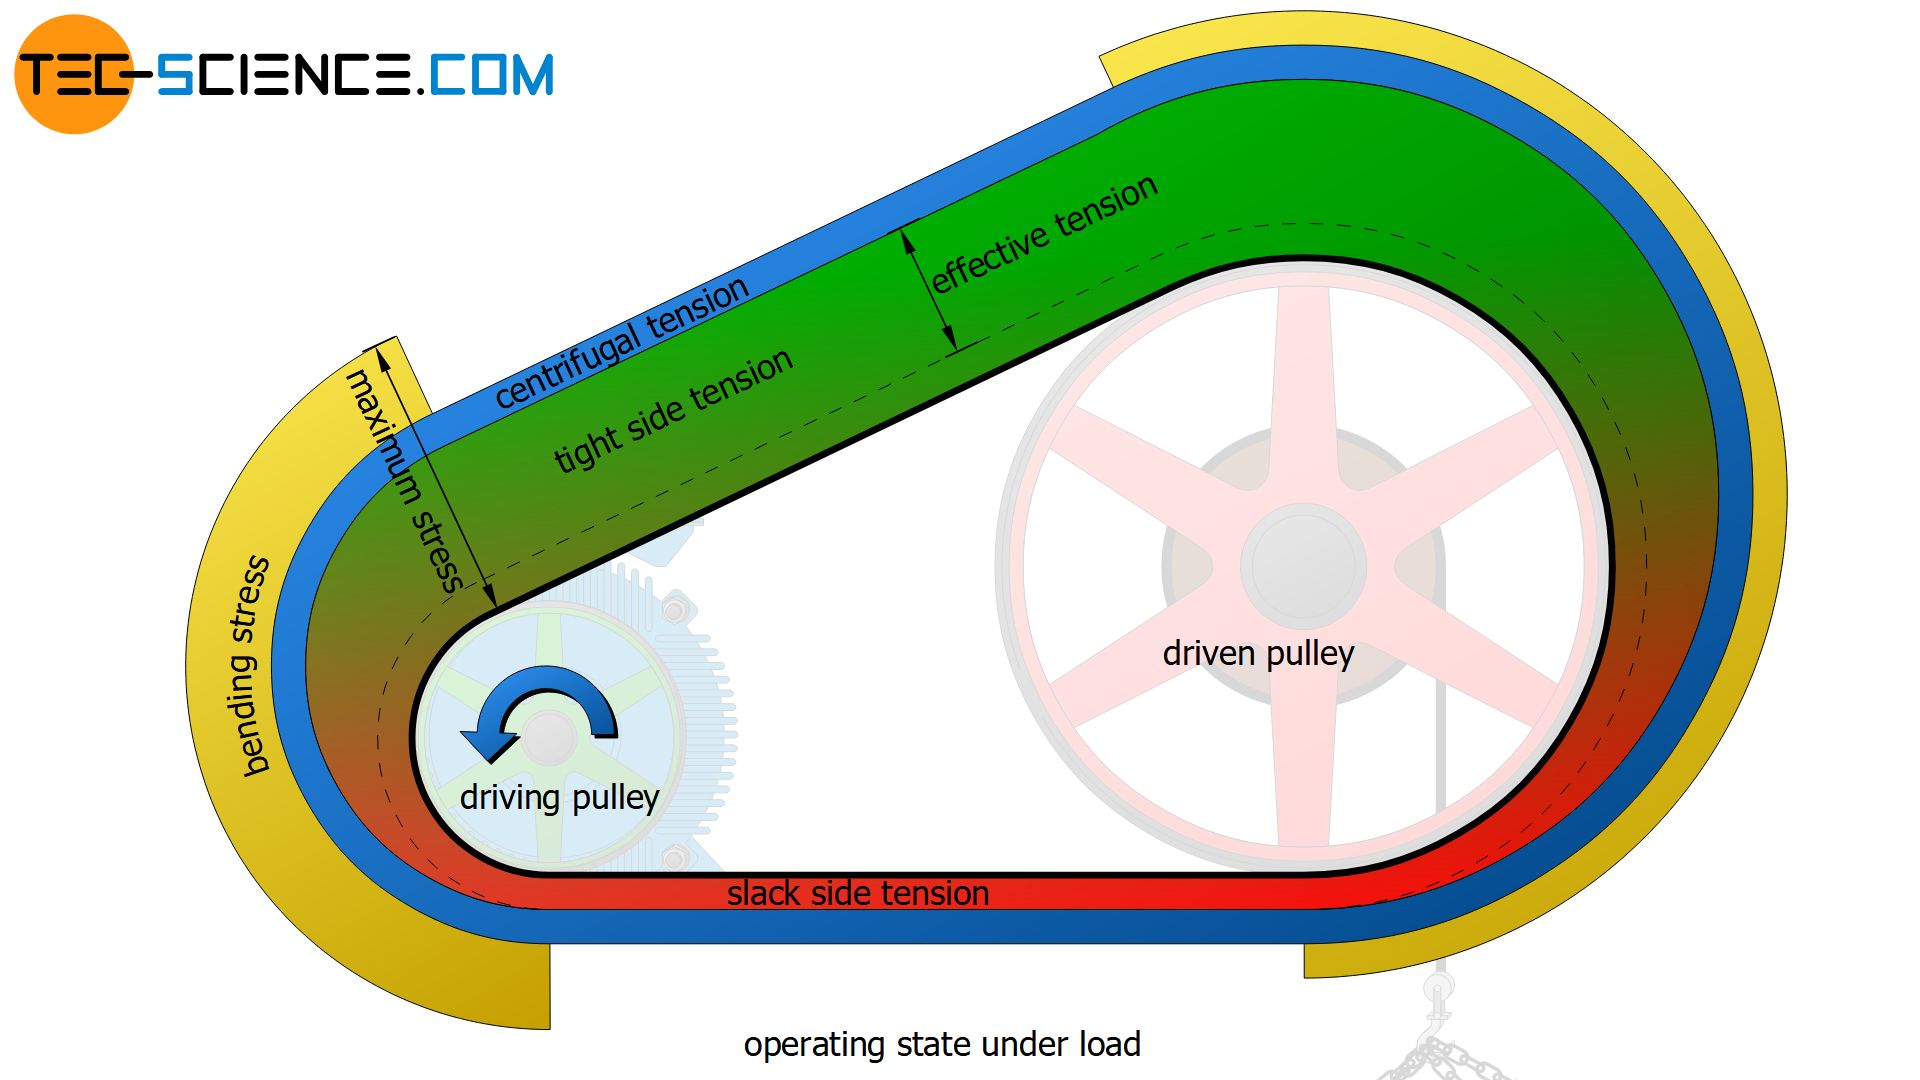 TEC-SCIENCE.COM
effective tension
centrifugal tension
tight side tension
maximum stress
bending stress
driven pulley
driving pulley
slack side tension
operating state under load